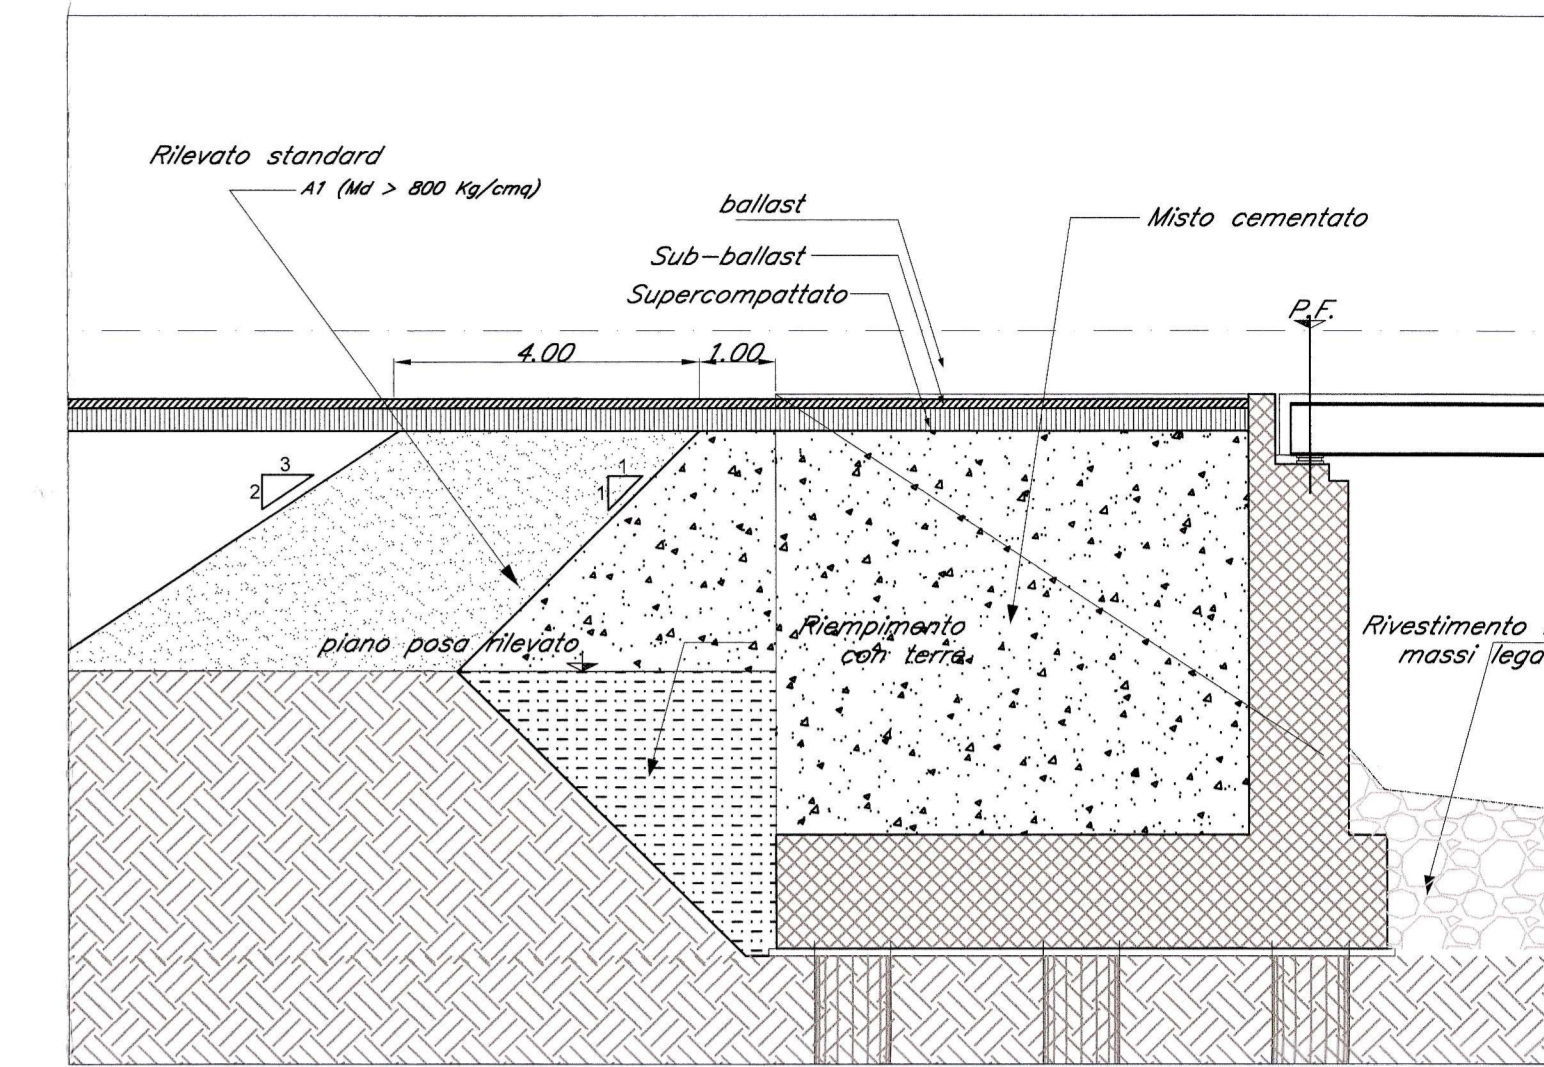 Rilevato standard
A1 (Md > 800 Kg/cmq)
ballast
Misto cementato
Sub-ballast
Supercompattato
P.F.
4.00
1.00
3
2
1
1
piano posa rilevato
Riempimento
con terra
Rivestimento
massi lega